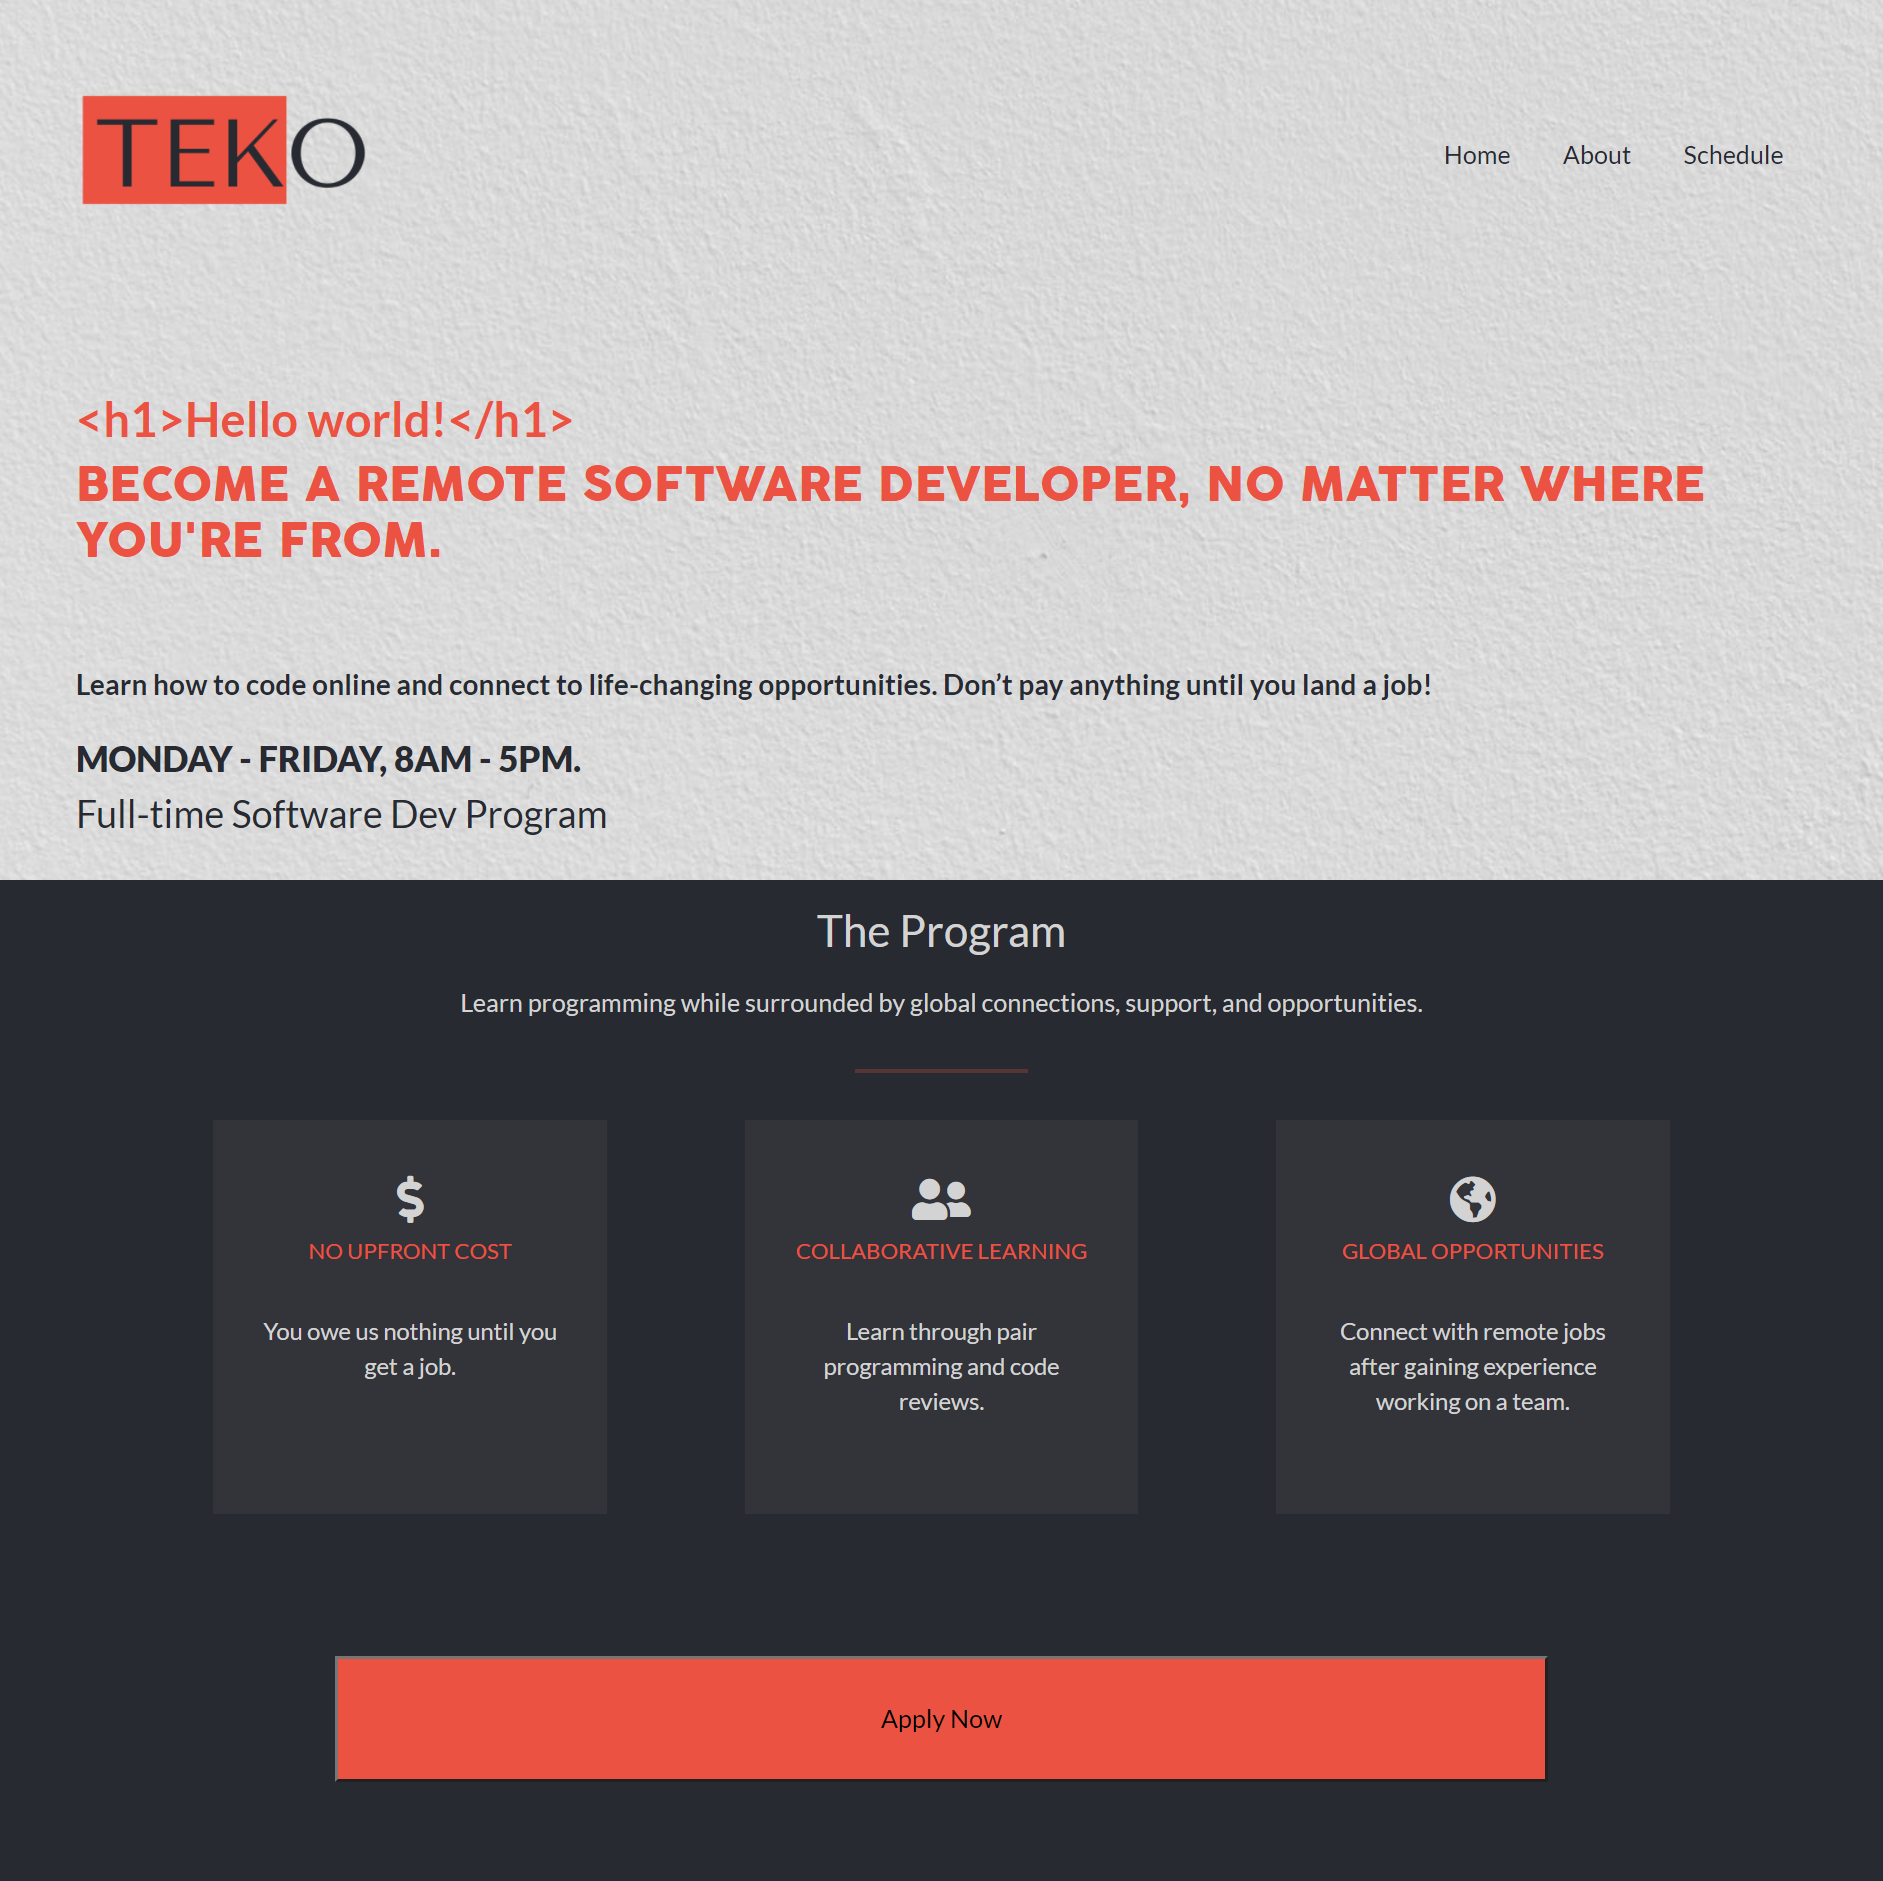 TEKO
Home About Schedule
<h1>Hello world!</h1>
BECOME A REMOTE SOFTWARE DEVELOPER, NO MATTER WHERE
YOU'RE FROM.
Learn how to code online and connect to life-changing opportunities. Don’t pay anything until you land a job!
MONDAY - FRIDAY, 8AM - 5PM.
Full-time Software Dev Program
The Program
Learn programming while surrounded by global connections, support, and opportunities.
NO UPFRONT COST
You owe us nothing until you
get a job.
COLLABORATIVE LEARNING
Learn through pair
programming and code
reviews.
GLOBAL OPPORTUNITIES
Connect with remote jobs
after gaining experience
working on a team.
Apply Now